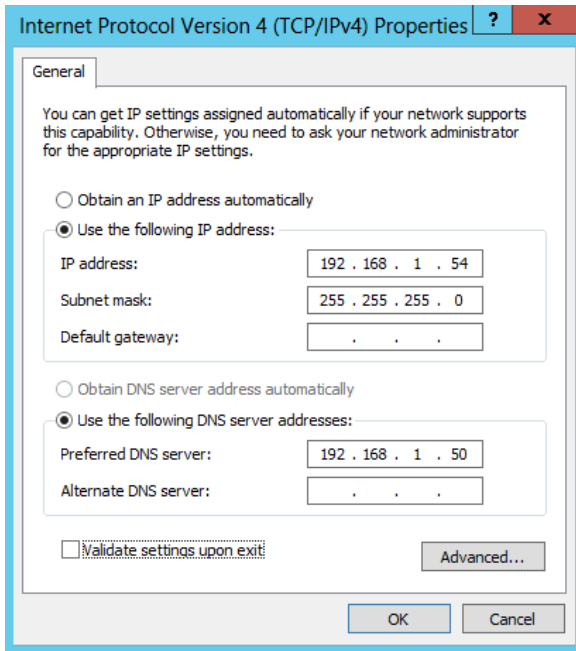 Internet Protocol Version 4 (TCP/IPv4) Properties ? x
General
You can get IP settings assigned automatically if your network supports
this capability. Otherwise, you need to ask your network administrator
for the appropriate IP settings.
Obtain an IP address automatically
Use the following IP address:
IP address: 192 . 168 . 1 . 54
Subnet mask: 255 . 255 . 255 . 0
Default gateway: . . .
Obtain DNS server address automatically
Use the following DNS server addresses:
Preferred DNS server: 192 . 168 . 1 . 50
Alternate DNS server: . . .
Validate settings upon exit
Advanced...
OK Cancel